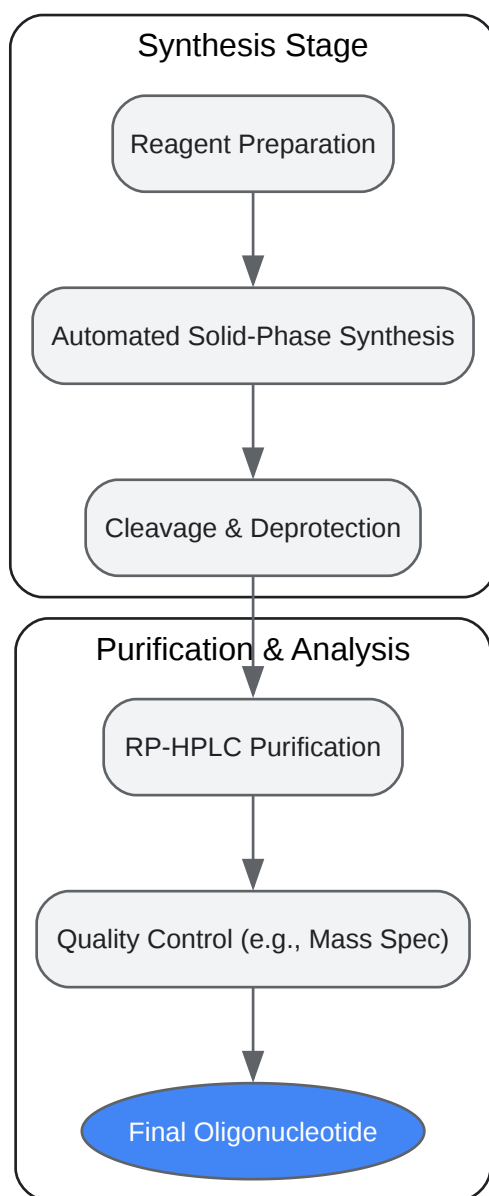 Synthesis Stage
Reagent Preparation
Automated Solid-Phase Synthesis
Cleavage & Deprotection
Purification & Analysis
RP-HPLC Purification
Quality Control (e.g., Mass Spec)
Final Oligonucleotide